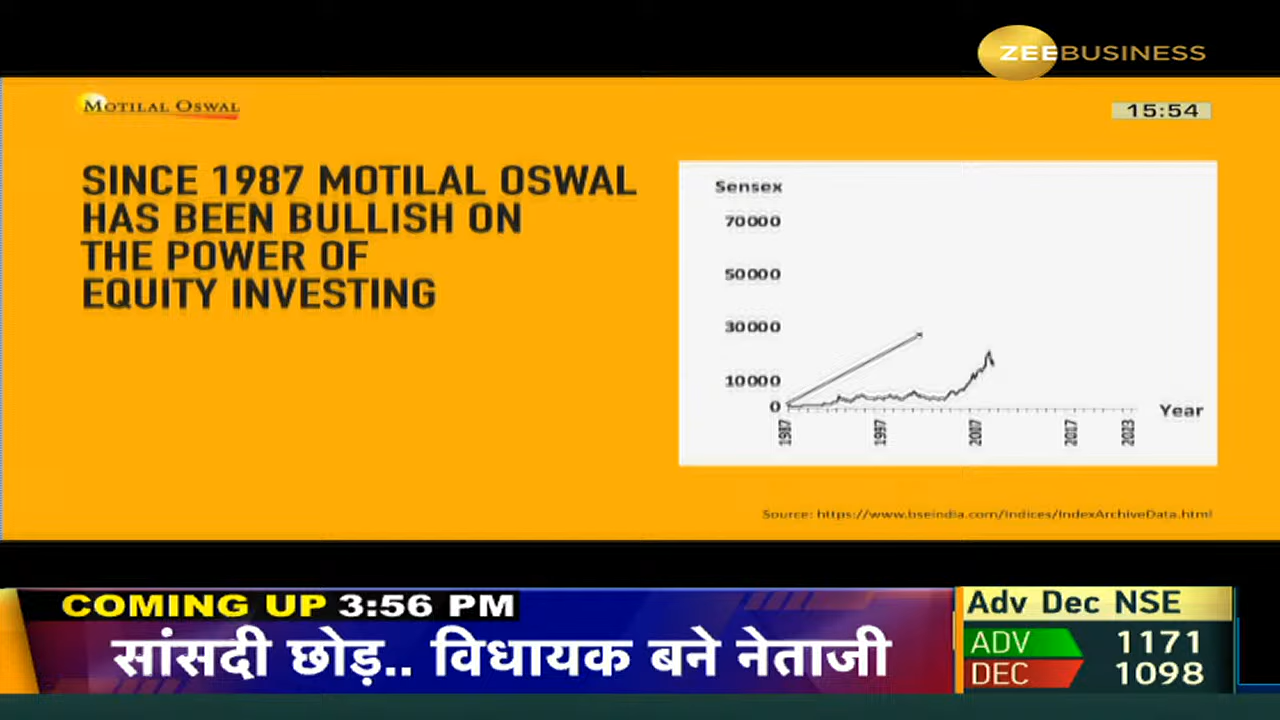 ZEEBUSINESS
MOTILAL OSWAL
15:54
SINCE 1987 MOTILAL OSWAL
HAS BEEN BULLISH ON
THE POWER OF
EQUITY INVESTING
Sensex
70000
50000
30000
10000
0
Year
1987
1997
2007
2017
2023
Source: https://www.bseindia.com/Indices/IndexArchiveData.html
COMING UP 3:56 PM
सांसदी छोड़.. विधायक बने नेताजी
Adv Dec NSE
ADV 1171
DEC 1098